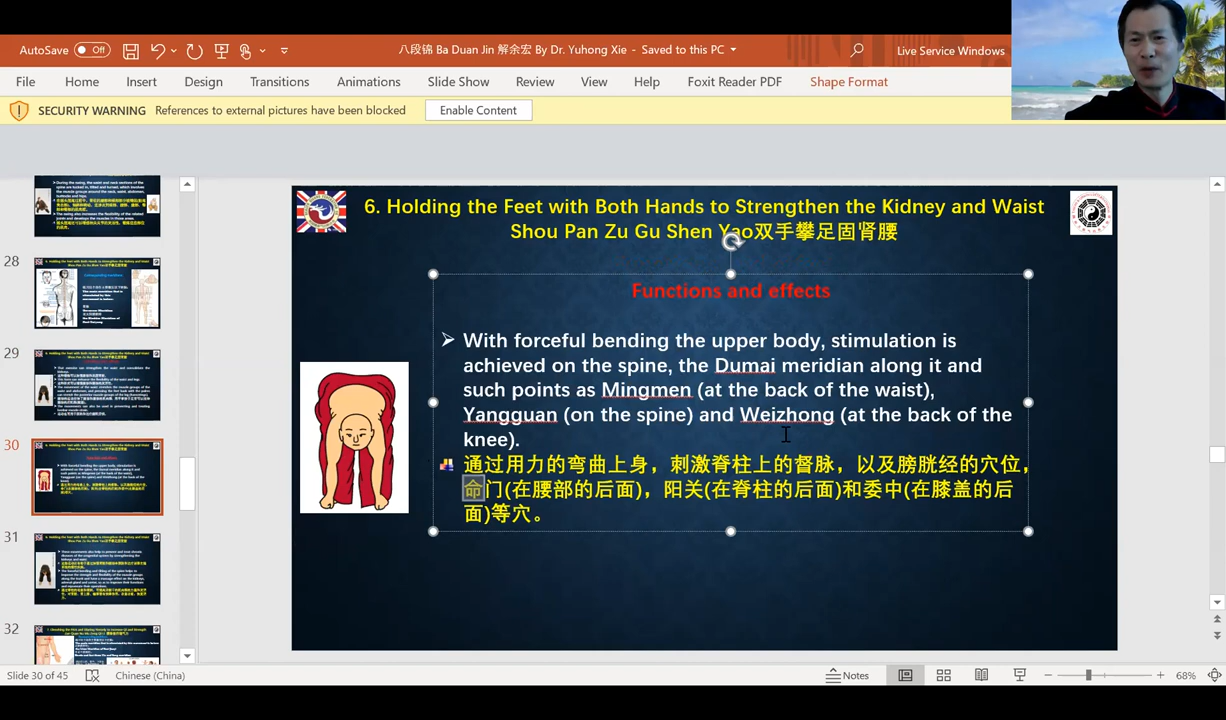 AutoSave Off
八段锦 Ba Duan Jin 解余宏 By Dr. Yuhong Xie - Saved to this PC
Live Service Windows
File Home Insert Design Transitions Animations Slide Show Review View Help Foxit Reader PDF Shape Format
SECURITY WARNING References to external pictures have been blocked Enable Content
28
29
30
31
32
6. Holding the Feet with Both Hands to Strengthen the Kidney and Waist
Shou Pan Zu Gu Shen Yao双手攀足固肾腰
Functions and effects
With forceful bending the upper body, stimulation is
achieved on the spine, the Dumai meridian along it and
such points as Mingmen (at the back of the waist),
Yangguan (on the spine) and Weizhong (at the back of the
knee).
通过用力的弯曲上身，刺激脊柱上的督脉，以及膀胱经的穴位，
命门(在腰部的后面)，阳关(在脊柱的后面)和委中(在膝盖的后
面)等穴。
Slide 30 of 45 Chinese (China) Notes 68%